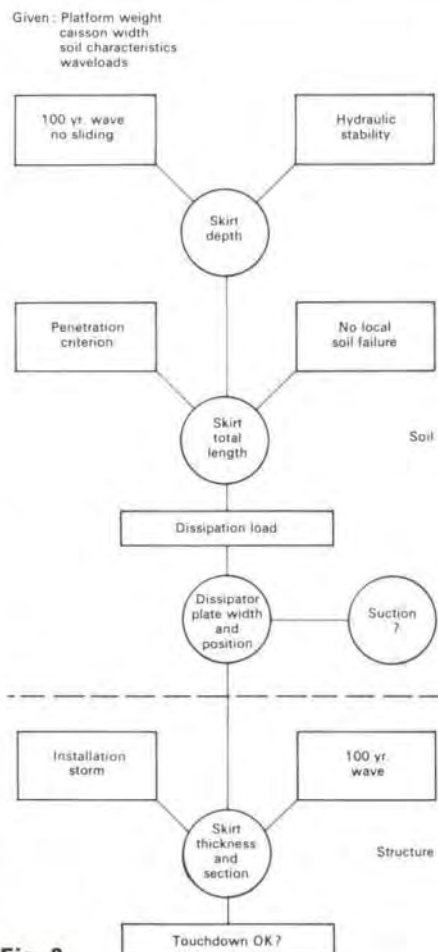 Given: Platform weight
caisson width
soil characteristics
waveloads
100 yr. wave
no sliding
Hydraulic
stability
Skirt
depth
Penetration
criterion
No local
soil failure
Skirt
total
length
Soil
Dissipation load
Dissipator
plate width
and
position
Suction
?
Installation
storm
100 yr.
wave
Skirt
thickness
and
section
Structure
Touchdown OK?